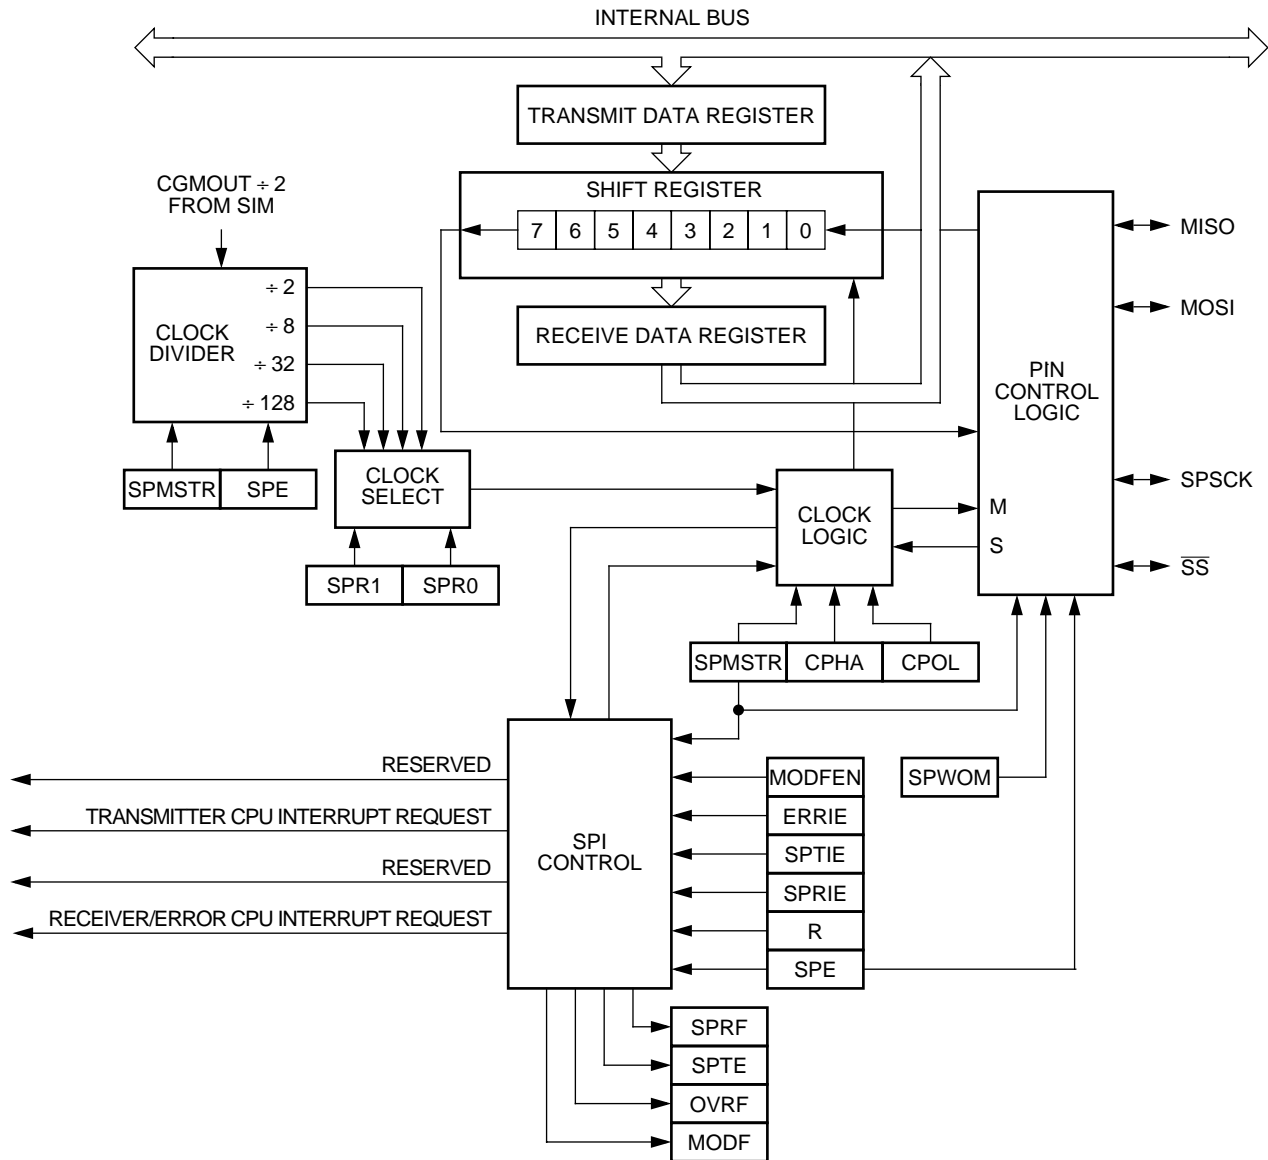 INTERNAL BUS
TRANSMIT DATA REGISTER
CGMOUT ÷ 2
FROM SIM
SHIFT REGISTER
7 6 5 4 3 2 1 0
MISO
÷ 2
CLOCK
DIVIDER
÷ 8
÷ 32
÷ 128
RECEIVE DATA REGISTER
MOSI
PIN
CONTROL
LOGIC
SPMSTR SPE
CLOCK
SELECT
SPSCK
CLOCK
LOGIC
M
S
SS
SPR1 SPR0
SPMSTR CPHA CPOL
RESERVED
TRANSMITTER CPU INTERRUPT REQUEST
RESERVED
RECEIVER/ERROR CPU INTERRUPT REQUEST
SPI
CONTROL
MODFEN
ERRIE
SPTIE
SPRIE
R
SPE
SPWOM
SPRF
SPTE
OVRF
MODF